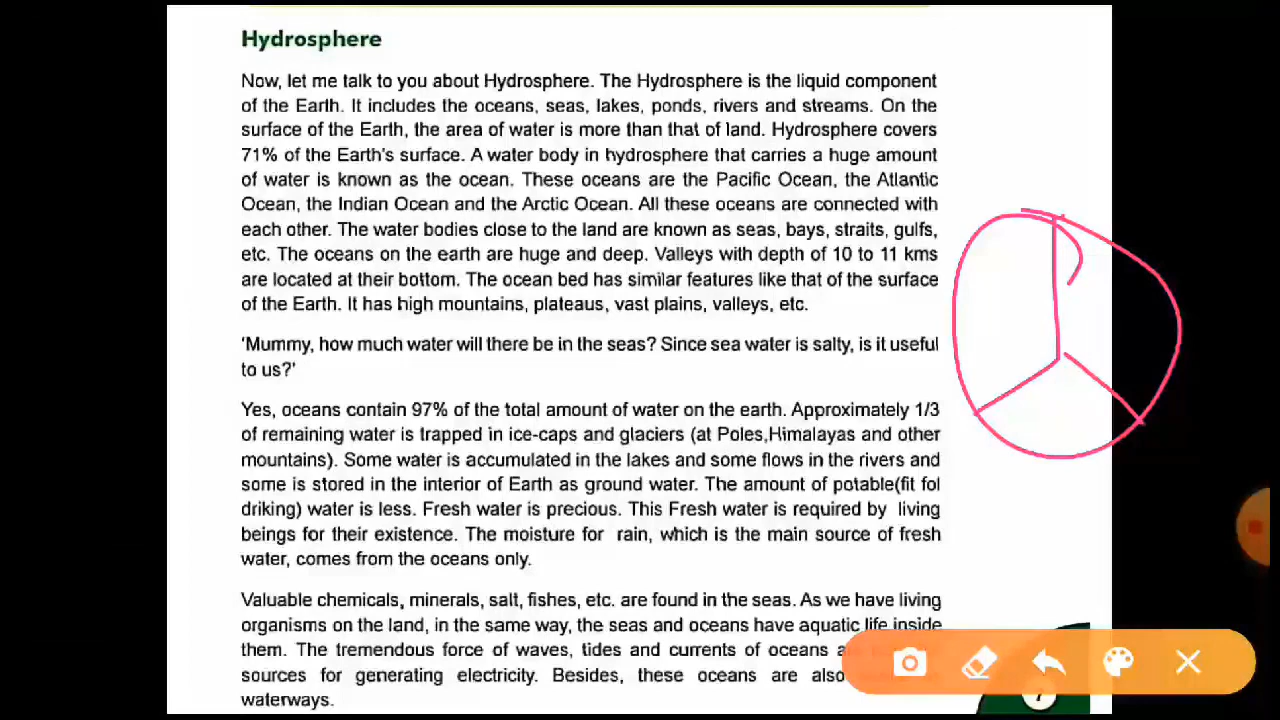 Hydrosphere
Now, let me talk to you about Hydrosphere. The Hydrosphere is the liquid component
of the Earth. It includes the oceans, seas, lakes, ponds, rivers and streams. On the
surface of the Earth, the area of water is more than that of land. Hydrosphere covers
71% of the Earth's surface. A water body in hydrosphere that carries a huge amount
of water is known as the ocean. These oceans are the Pacific Ocean, the Atlantic
Ocean, the Indian Ocean and the Arctic Ocean. All these oceans are connected with
each other. The water bodies close to the land are known as seas, bays, straits, gulfs,
etc. The oceans on the earth are huge and deep. Valleys with depth of 10 to 11 kms
are located at their bottom. The ocean bed has similar features like that of the surface
of the Earth. It has high mountains, plateaus, vast plains, valleys, etc.
'Mummy, how much water will there be in the seas? Since sea water is salty, is it useful
to us?'
Yes, oceans contain 97% of the total amount of water on the earth. Approximately 1/3
of remaining water is trapped in ice-caps and glaciers (at Poles,Himalayas and other
mountains). Some water is accumulated in the lakes and some flows in the rivers and
some is stored in the interior of Earth as ground water. The amount of potable(fit fol
driking) water is less. Fresh water is precious. This Fresh water is required by living
beings for their existence. The moisture for rain, which is the main source of fresh
water, comes from the oceans only.
Valuable chemicals, minerals, salt, fishes, etc. are found in the seas. As we have living
organisms on the land, in the same way, the seas and oceans have aquatic life inside
them. The tremendous force of waves, tides and currents of oceans
sources for generating electricity. Besides, these oceans are also
waterways.